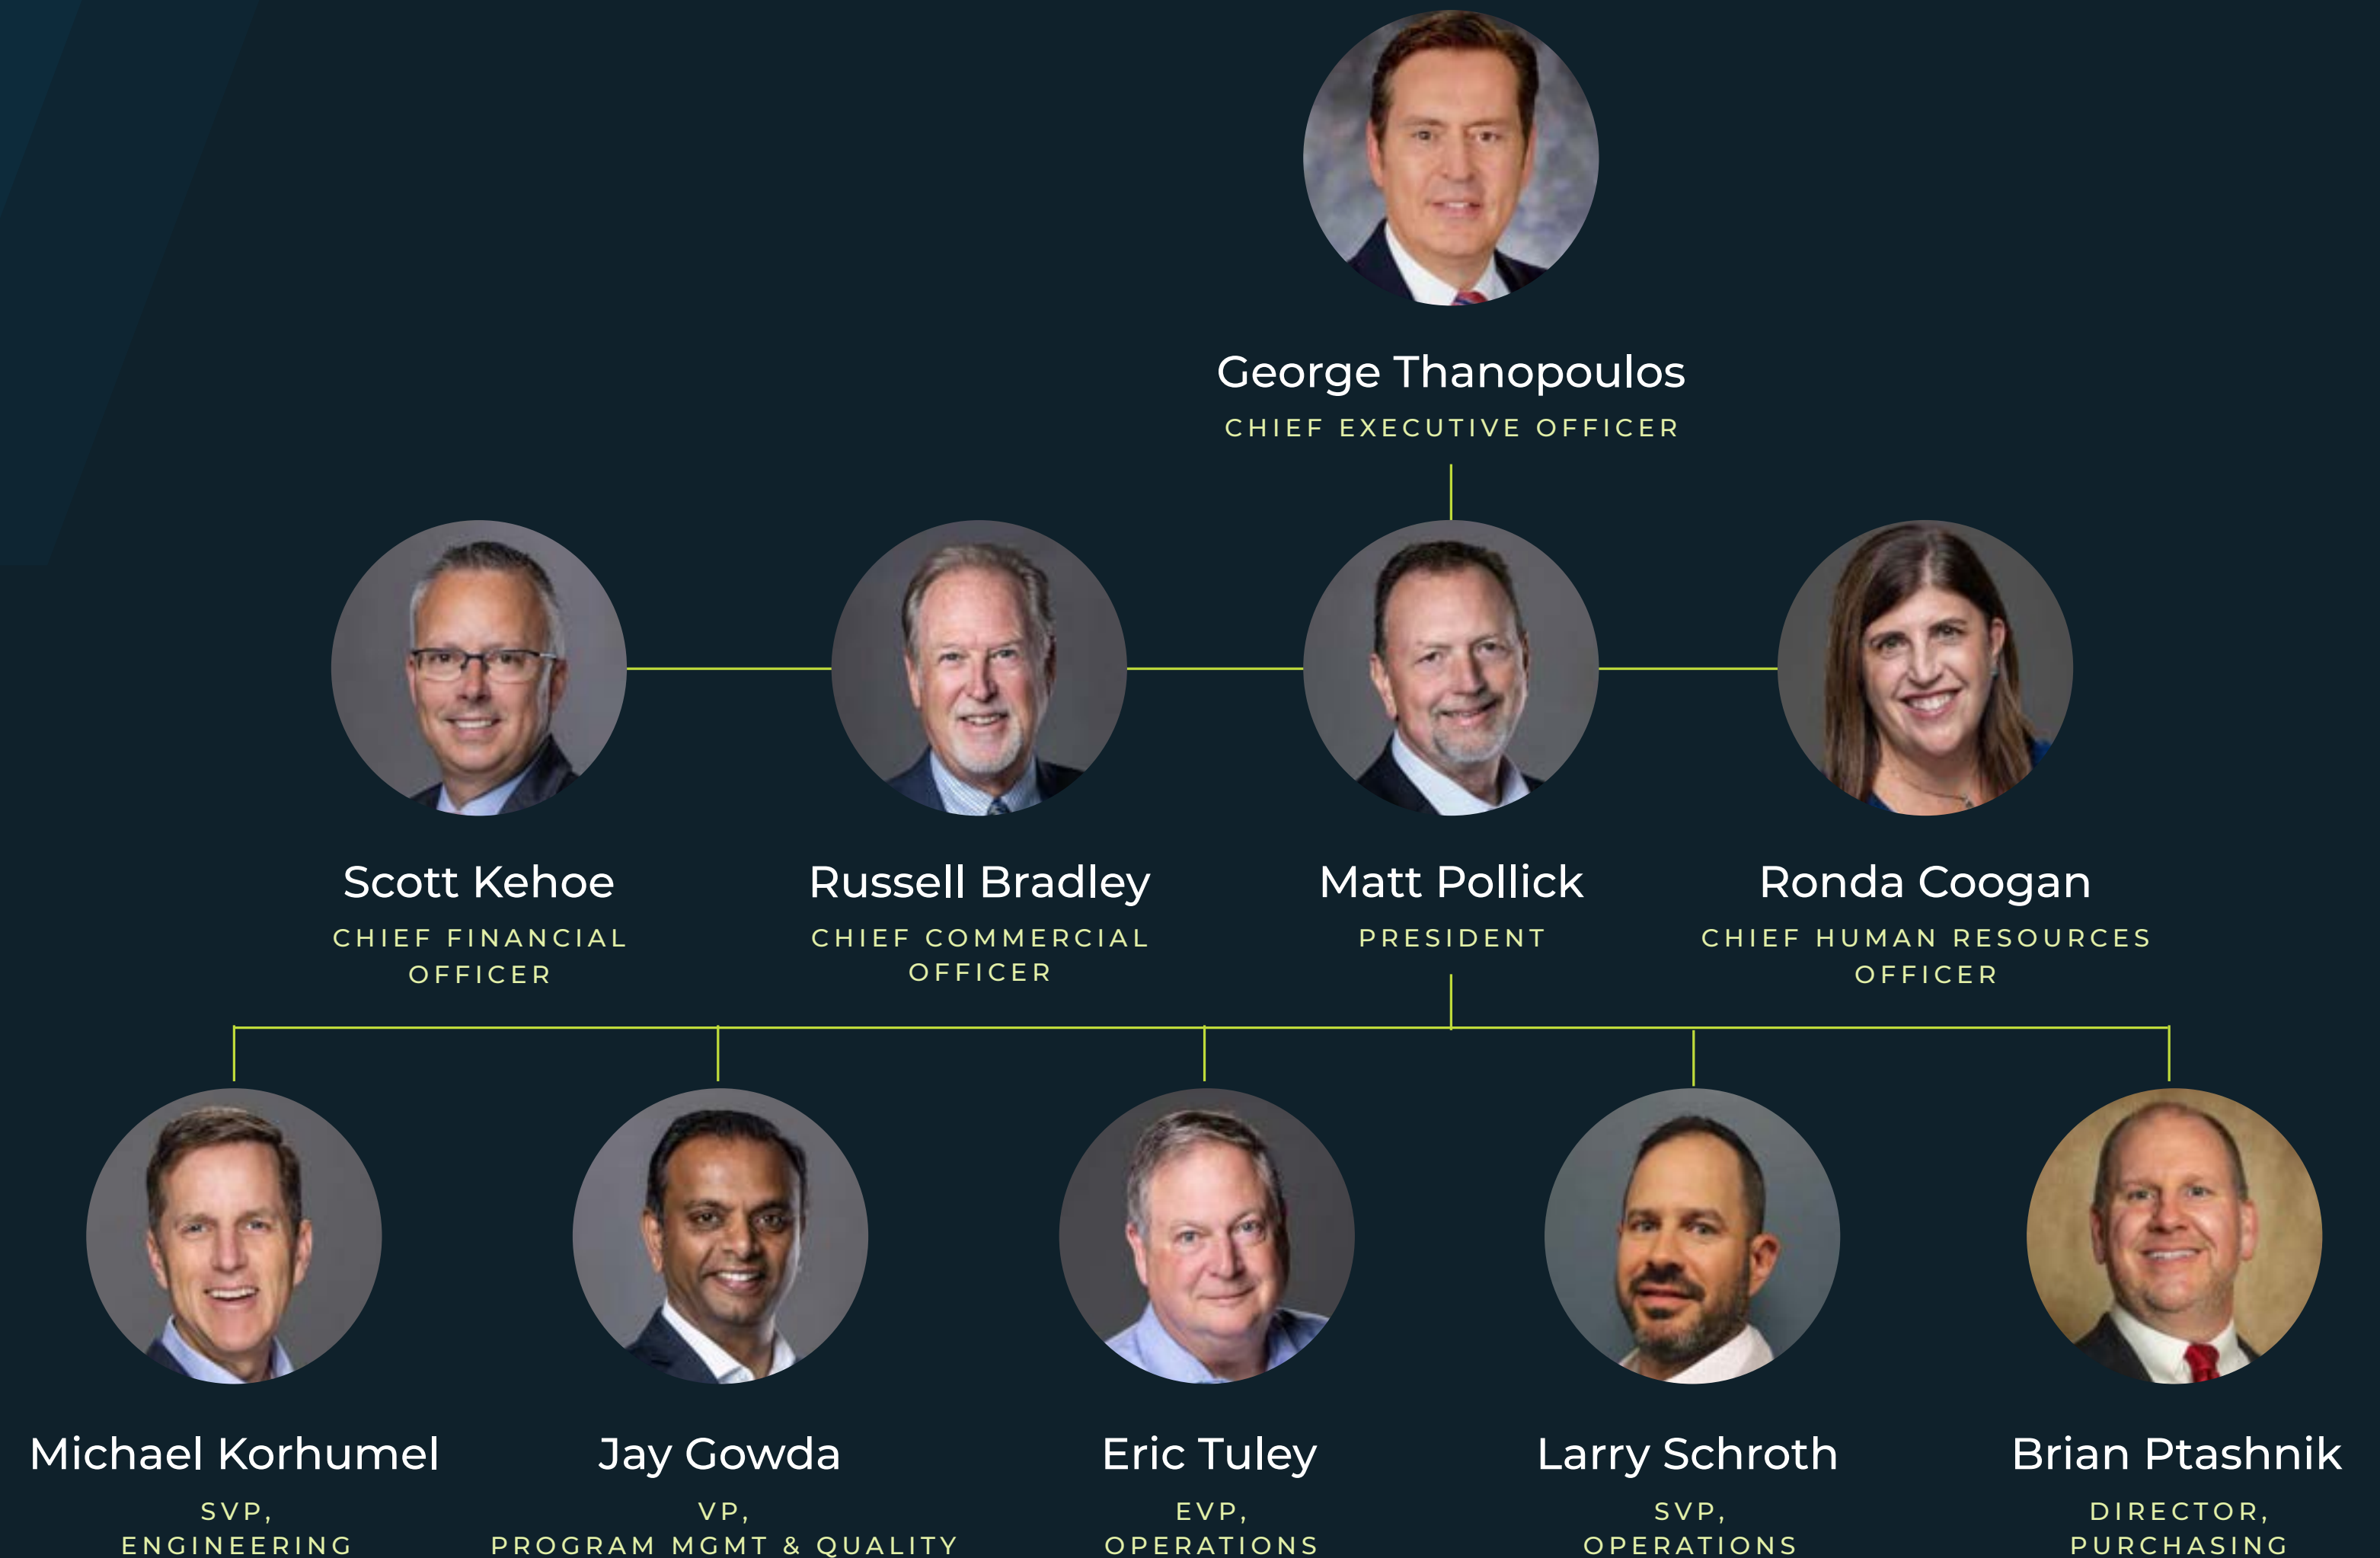 George Thanopoulos
CHIEF EXECUTIVE OFFICER
Scott Kehoe
CHIEF FINANCIAL
OFFICER
Russell Bradley
CHIEF COMMERCIAL
OFFICER
Matt Pollick
PRESIDENT
Ronda Coogan
CHIEF HUMAN RESOURCES
OFFICER
Michael Korhumel
SVP,
ENGINEERING
Jay Gowda
VP,
PROGRAM MGMT & QUALITY
Eric Tuley
EVP,
OPERATIONS
Larry Schroth
SVP,
OPERATIONS
Brian Ptashnik
DIRECTOR,
PURCHASING